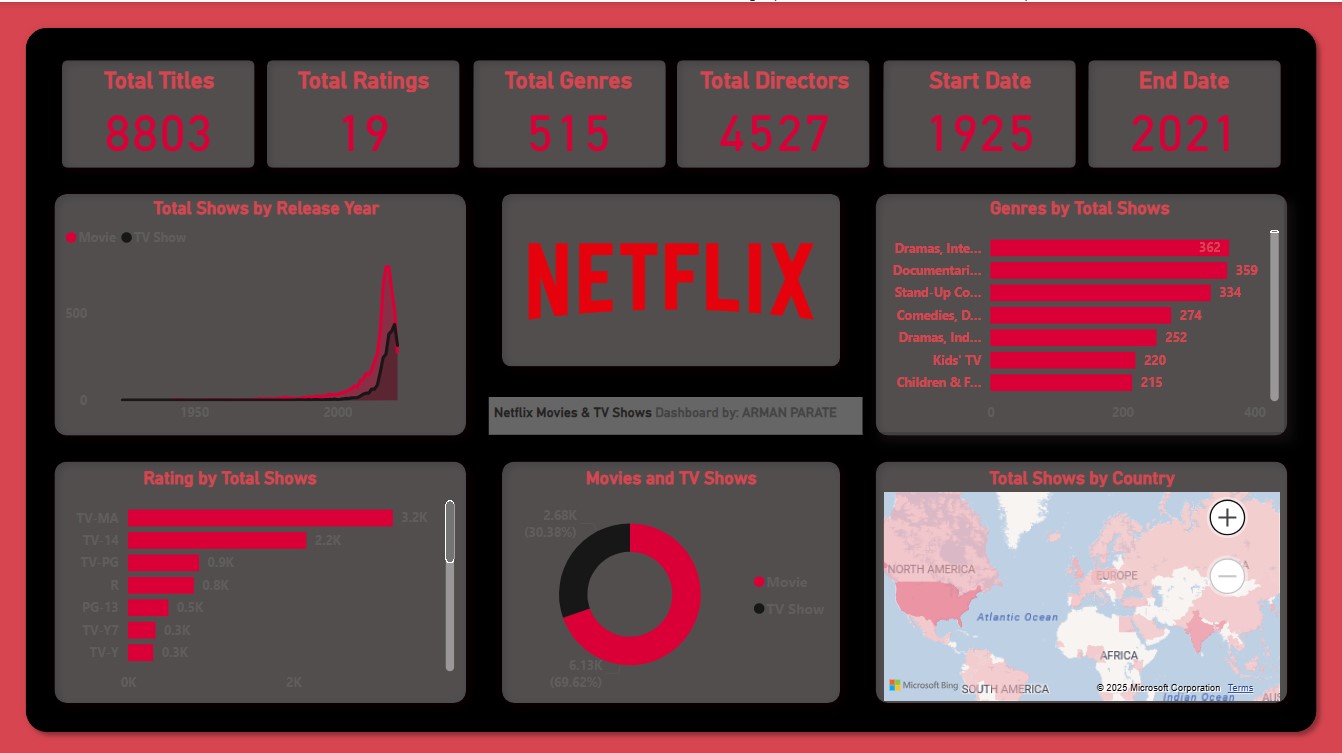 Total Titles
8803
Total Ratings
19
Total Genres
515
Total Directors
4527
Start Date
1925
End Date
2021
Total Shows by Release Year
Movie TV Show
500
0
1950 2000
NETFLIX
Netflix Movies & TV Shows Dashboard by: ARMAN PARATE
Genres by Total Shows
Dramas, Inte... 362
Documentari... 359
Stand-Up Co... 334
Comedies, D... 274
Dramas, Ind... 252
Kids' TV 220
Children & F... 215
0 200 400
Rating by Total Shows
TV-MA 3.2K
TV-14 2.2K
TV-PG 0.9K
R 0.8K
PG-13 0.5K
TV-Y7 0.3K
TV-Y 0.3K
0K 2K
Movies and TV Shows
2.68K
(30.38%)
Movie
TV Show
6.13K
(69.62%)
Total Shows by Country
NORTH AMERICA
EUROPE
Atlantic Ocean
AFRICA
Microsoft Bing
SOUTH AMERICA
© 2025 Microsoft Corporation Terms
Indian Ocean
AUS